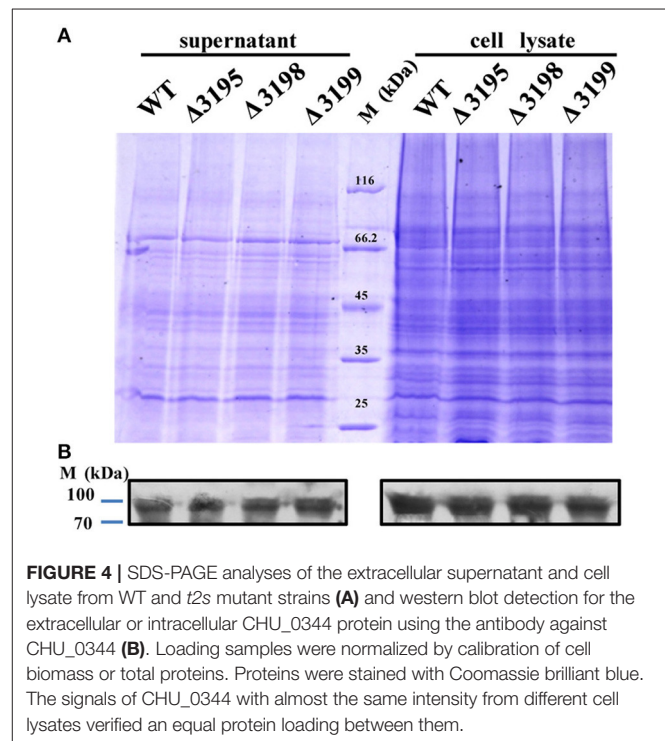 A
supernatant
cell lysate
WT Δ3195 Δ3198 Δ3199 M (kDa) WT Δ3195 Δ3198 Δ3199
116
66.2
45
35
25
B
M (kDa)
100
70
FIGURE 4 | SDS-PAGE analyses of the extracellular supernatant and cell
lysate from WT and t2s mutant strains (A) and western blot detection for the
extracellular or intracellular CHU_0344 protein using the antibody against
CHU_0344 (B). Loading samples were normalized by calibration of cell
biomass or total proteins. Proteins were stained with Coomassie brilliant blue.
The signals of CHU_0344 with almost the same intensity from different cell
lysates verified an equal protein loading between them.